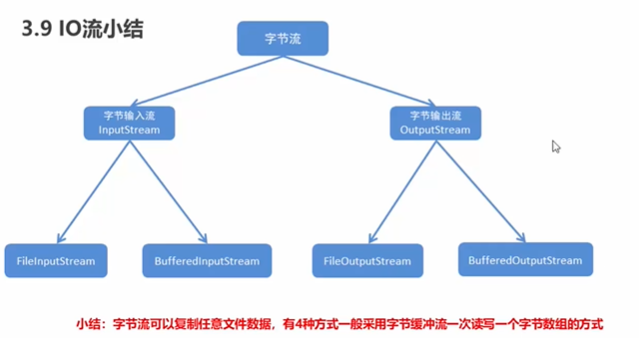 3.9 IO流小结
字节流
字节输入流
InputStream
字节输出流
OutputStream
FileInputStream
BufferedInputStream
FileOutputStream
BufferedOutputStream
小结：字节流可以复制任意文件数据，有4种方式一般采用字节缓冲流一次读写一个字节数组的方式